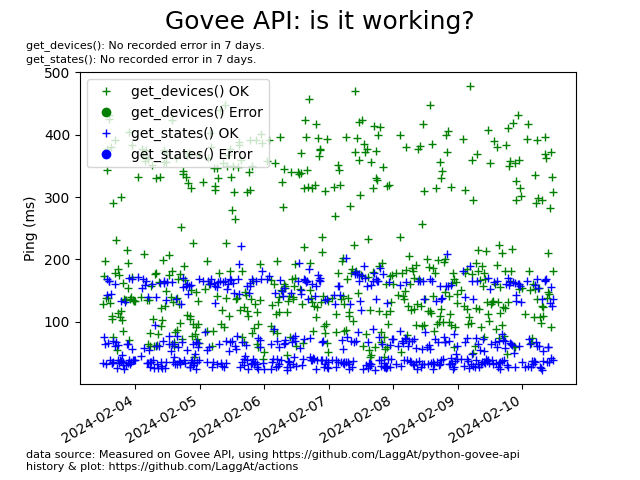 Govee API: is it working?
get_devices(): No recorded error in 7 days.
get_states(): No recorded error in 7 days.
get_devices() OK
get_devices() Error
get_states() OK
get_states() Error
Ping (ms)
500
400
300
200
100
2024-02-04
2024-02-05
2024-02-06
2024-02-07
2024-02-08
2024-02-09
2024-02-10
data source: Measured on Govee API, using https://github.com/LaggAt/python-govee-api
history & plot: https://github.com/LaggAt/actions